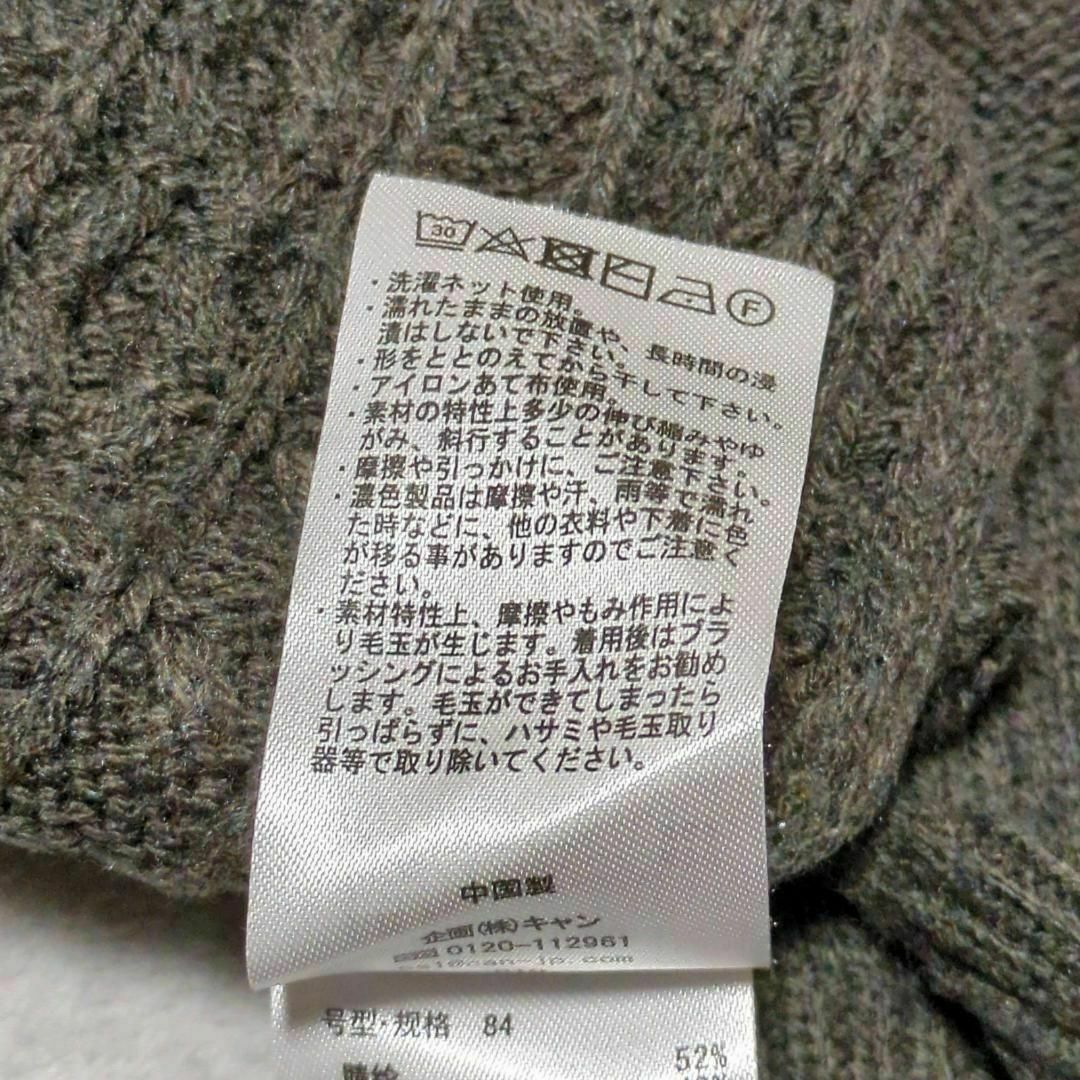 30 F
・洗濯ネット使用。
・濡れたままの放置や、長時間の浸
漬はしないで下さい。
・形をととのえてから干して下さい。
・アイロンあて布使用。
・素材の特性上多少の伸び縮みやゆ
がみ、斜行することがあります。
・摩擦や引っかけに、ご注意下さい。
・濃色製品は摩擦や汗、雨等で濡れ
た時などに、他の衣料や下着に色
が移る事がありますのでご注意く
ださい。
・素材特性上、摩擦やもみ作用によ
り毛玉が生じます。着用後はブラ
ッシングによるお手入れをお勧め
します。毛玉ができてしまったら
引っぱらずに、ハサミや毛玉取り
器等で取り除いてください。
中国製
企画(株)キャン
0120-112961
cs1@can-jp.com
号型·规格 84
腈纶 52%